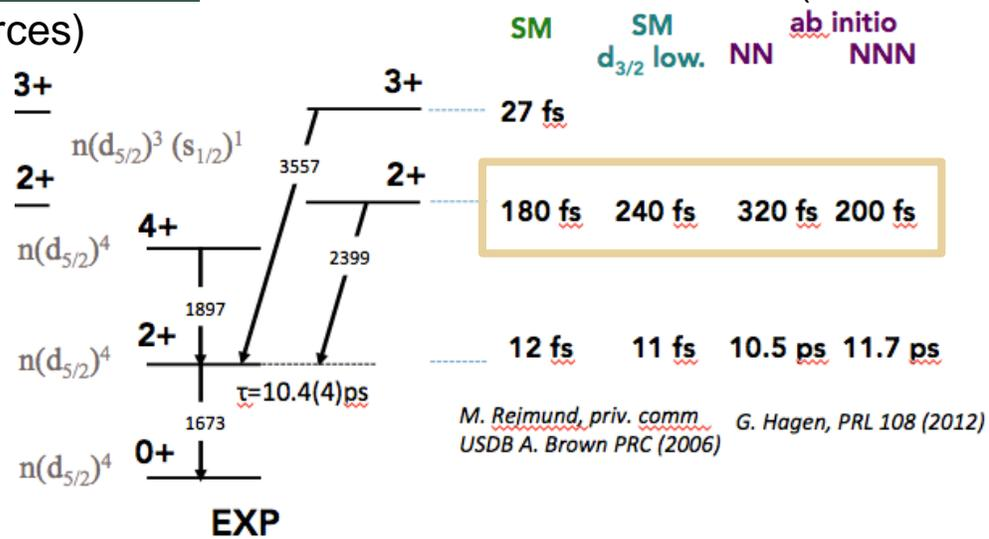 rces)
SM
SM
d3/2 low.
ab initio
NN NNN
3+
3+
27 fs
n(d5/2)^3 (s1/2)^1
3557
2+
2+
180 fs 240 fs 320 fs 200 fs
4+
n(d5/2)^4
2399
1897
2+
n(d5/2)^4
12 fs 11 fs 10.5 ps 11.7 ps
τ=10.4(4)ps
1673
M. Rejmund, priv. comm
USDB A. Brown PRC (2006)
G. Hagen, PRL 108 (2012)
0+
n(d5/2)^4
EXP